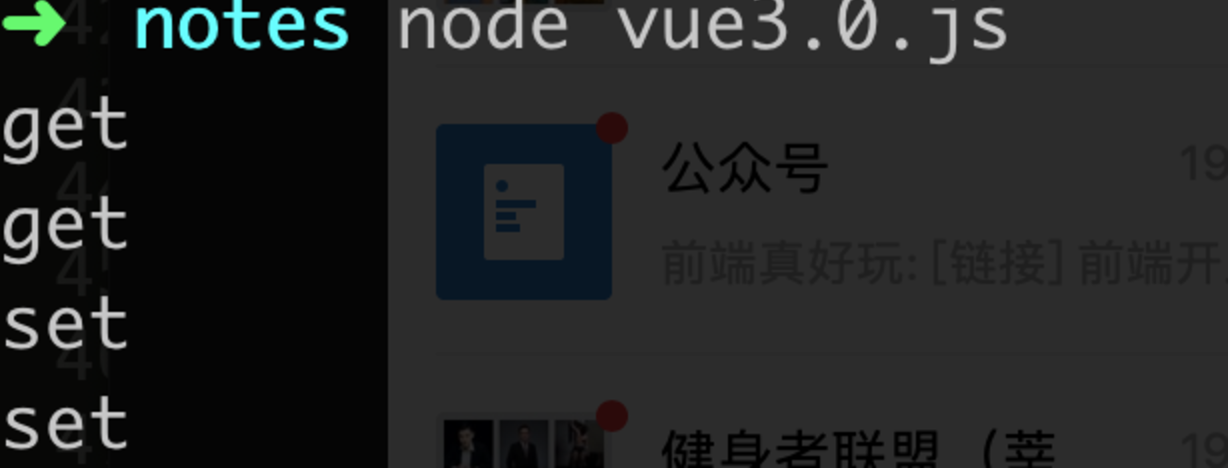 ➜ notes node vue3.0.js
get
公众号 19
get
前端真好玩: [链接] 前端开
set
set
健身者联盟（莘 19